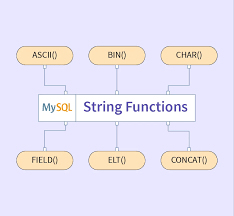 ASCII() BIN() CHAR()
MySQL String Functions
FIELD() ELT() CONCAT()